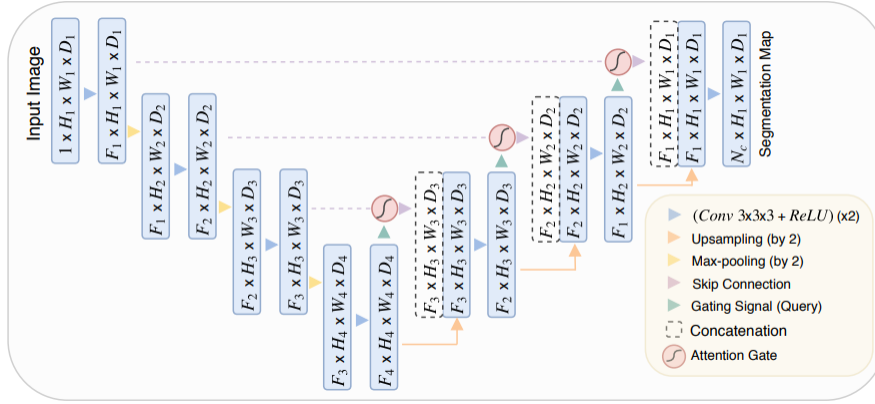 Input Image
1 x H₁ x W₁ x D₁
F₁ x H₁ x W₁ x D₁
F₁ x H₂ x W₂ x D₂
F₂ x H₂ x W₂ x D₂
F₂ x H₃ x W₃ x D₃
F₃ x H₃ x W₃ x D₃
F₃ x H₄ x W₄ x D₄
F₄ x H₄ x W₄ x D₄
F₃ x H₃ x W₃ x D₃
F₃ x H₃ x W₃ x D₃
F₂ x H₃ x W₃ x D₃
F₂ x H₂ x W₂ x D₂
F₂ x H₂ x W₂ x D₂
F₁ x H₂ x W₂ x D₂
F₁ x H₁ x W₁ x D₁
F₁ x H₁ x W₁ x D₁
N꜀ x H₁ x W₁ x D₁
Segmentation Map
(Conv 3x3x3 + ReLU) (x2)
Upsampling (by 2)
Max-pooling (by 2)
Skip Connection
Gating Signal (Query)
Concatenation
Attention Gate